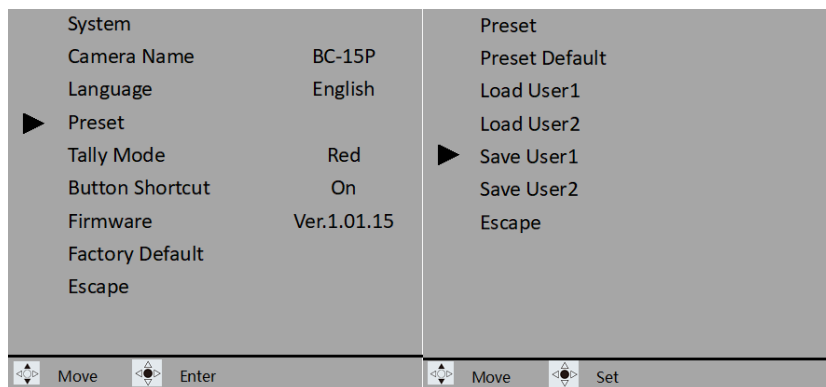 System
Camera Name BC-15P
Language English
Preset
Tally Mode Red
Button Shortcut On
Firmware Ver.1.01.15
Factory Default
Escape
Move Enter
Preset
Preset Default
Load User1
Load User2
Save User1
Save User2
Escape
Move Set